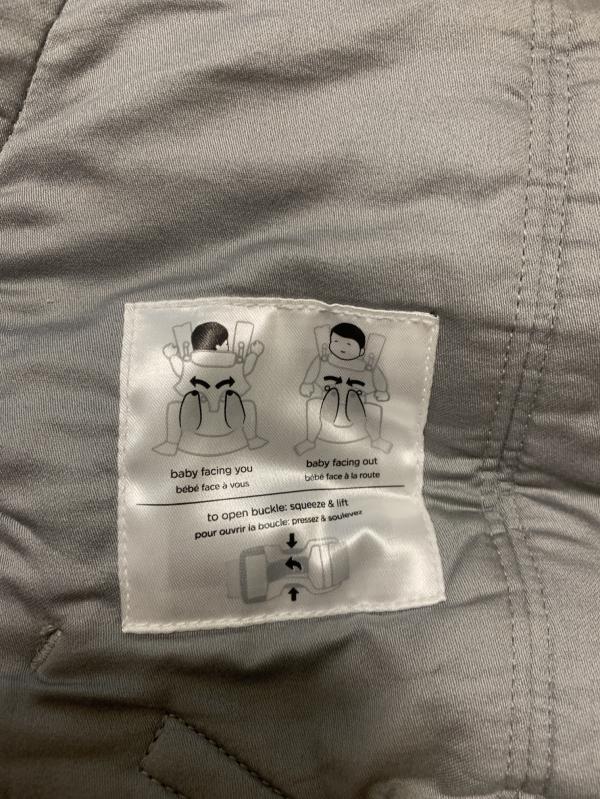 baby facing you
bébé face à vous
baby facing out
bébé face à la route
to open buckle: squeeze & lift
pour ouvrir la boucle: pressez & soulevez